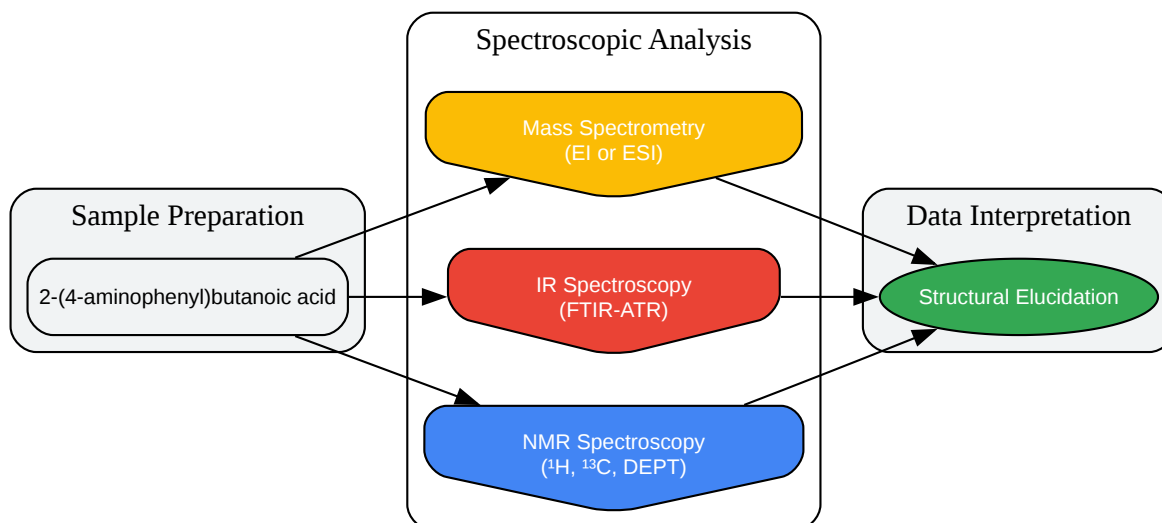 Spectroscopic Analysis
Mass Spectrometry
(EI or ESI)
Sample Preparation
2-(4-aminophenyl)butanoic acid
IR Spectroscopy
(FTIR-ATR)
Data Interpretation
Structural Elucidation
NMR Spectroscopy
(¹H, ¹³C, DEPT)